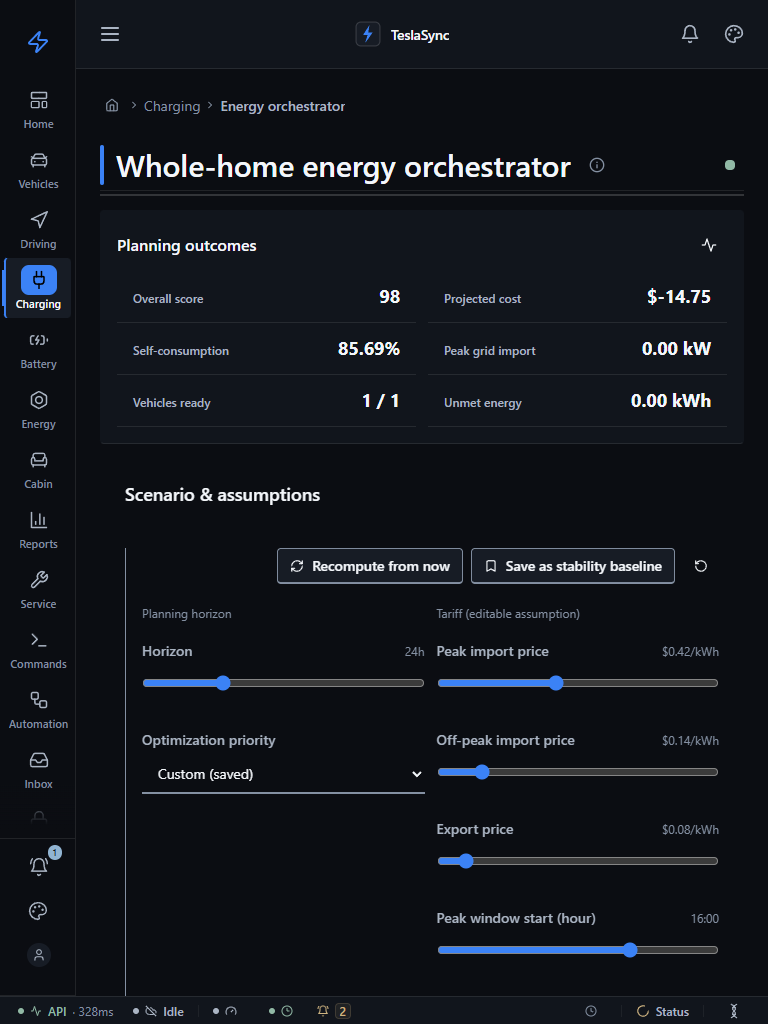 TeslaSync
Home
Vehicles
Driving
Charging
Battery
Energy
Cabin
Reports
Service
Commands
Automation
Inbox
1
Charging
Energy orchestrator
Whole-home energy orchestrator
Planning outcomes
Overall score 98
Projected cost $-14.75
Self-consumption 85.69%
Peak grid import 0.00 kW
Vehicles ready 1 / 1
Unmet energy 0.00 kWh
Scenario & assumptions
Recompute from now
Save as stability baseline
Planning horizon
Horizon 24h
Optimization priority
Custom (saved)
Tariff (editable assumption)
Peak import price $0.42/kWh
Off-peak import price $0.14/kWh
Export price $0.08/kWh
Peak window start (hour) 16:00
API · 328ms
Idle
2
Status